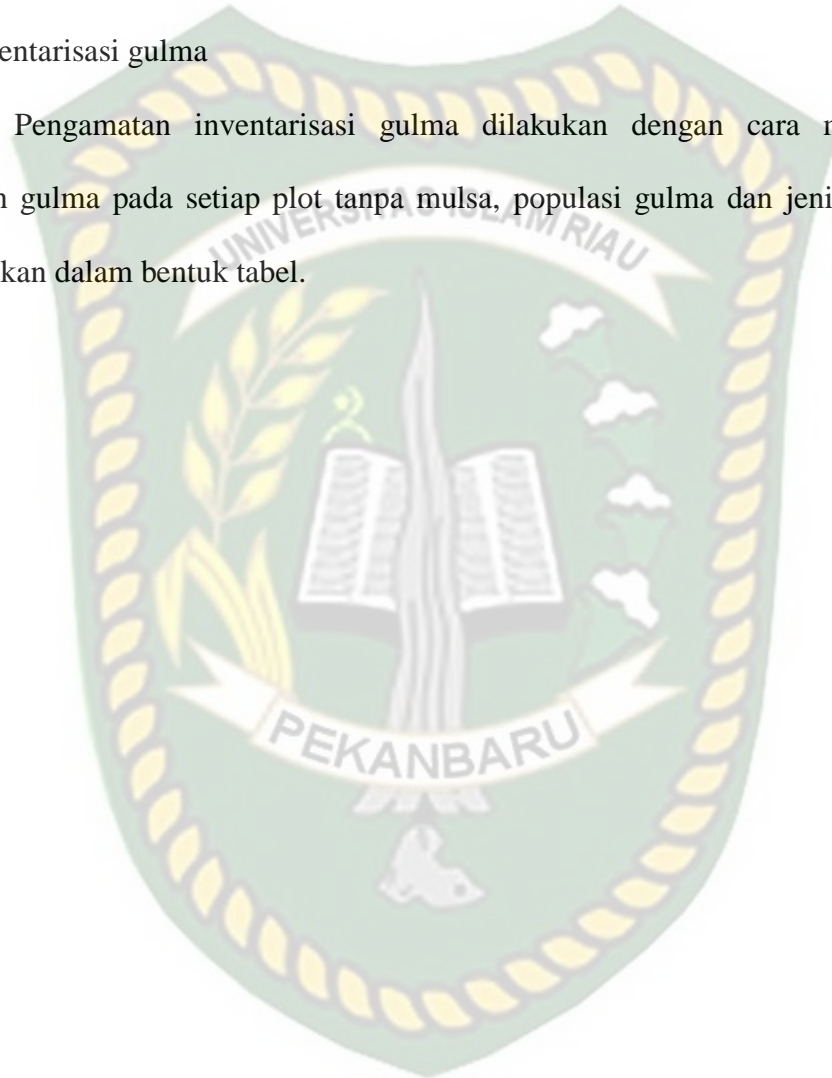 entarisasi gulma
Pengamatan inventarisasi gulma dilakukan dengan cara
gulma pada setiap plot tanpa mulsa, populasi gulma dan jeni
kan dalam bentuk tabel.
UNIVERSITAS ISLAM RIAU
PEKANBARU